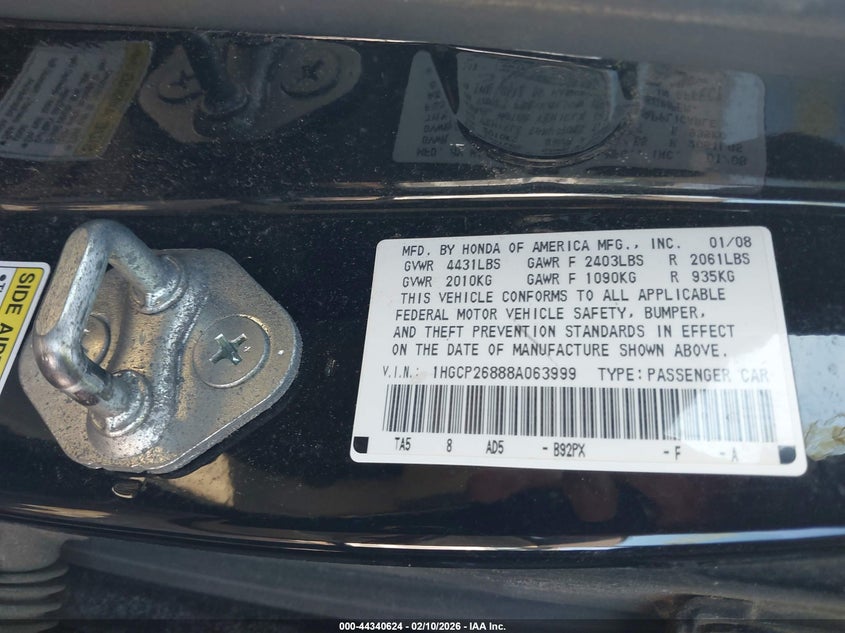 MFD. BY HONDA OF AMERICA MFG., INC. 01/08
GVWR 4431LBS GAWR F 2403LBS R 2061LBS
GVWR 2010KG GAWR F 1090KG R 935KG
THIS VEHICLE CONFORMS TO ALL APPLICABLE
FEDERAL MOTOR VEHICLE SAFETY, BUMPER,
AND THEFT PREVENTION STANDARDS IN EFFECT
ON THE DATE OF MANUFACTURE SHOWN ABOVE.
V.I.N.: 1HGCP26888A063999 TYPE: PASSENGER CAR
TA5 8 AD5 - B92PX - F - A
SIDE
000-44340624 - 02/10/2026 - IAA Inc.